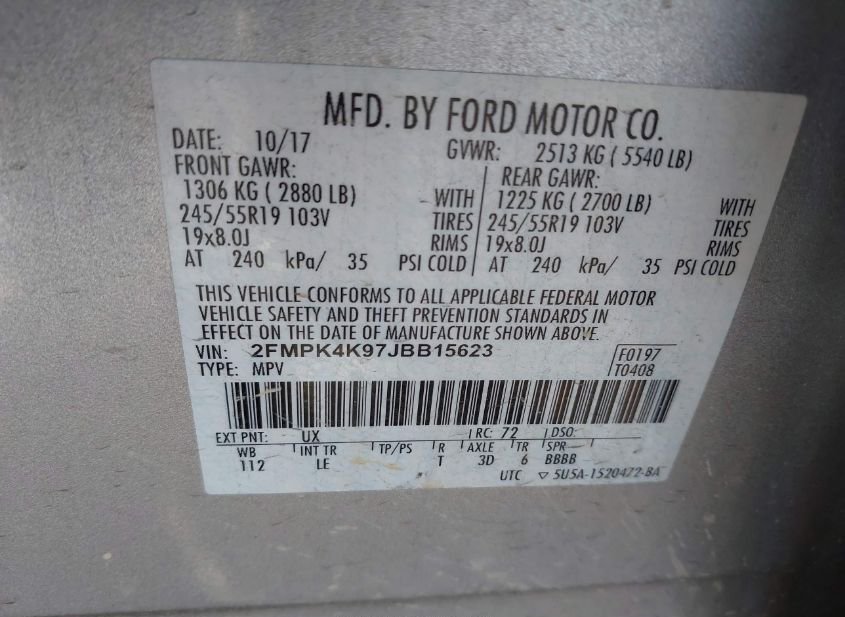 MFD. BY FORD MOTOR CO.
DATE: 10/17 GVWR: 2513 KG ( 5540 LB)
FRONT GAWR: REAR GAWR:
1306 KG ( 2880 LB) WITH 1225 KG ( 2700 LB) WITH
245/55R19 103V TIRES 245/55R19 103V TIRES
19x8.0J RIMS 19x8.0J RIMS
AT 240 kPa/ 35 PSI COLD AT 240 kPa/ 35 PSI COLD
THIS VEHICLE CONFORMS TO ALL APPLICABLE FEDERAL MOTOR
VEHICLE SAFETY AND THEFT PREVENTION STANDARDS IN
EFFECT ON THE DATE OF MANUFACTURE SHOWN ABOVE.
VIN: 2FMPK4K97JBB15623 F0197
TYPE: MPV T0408
EXT PNT: UX RC: 72 DSO:
WB INT TR TP/PS R AXLE TR SPR
112 LE T 3D 6 BBBB
UTC ▽ 5U5A-1520472-BA